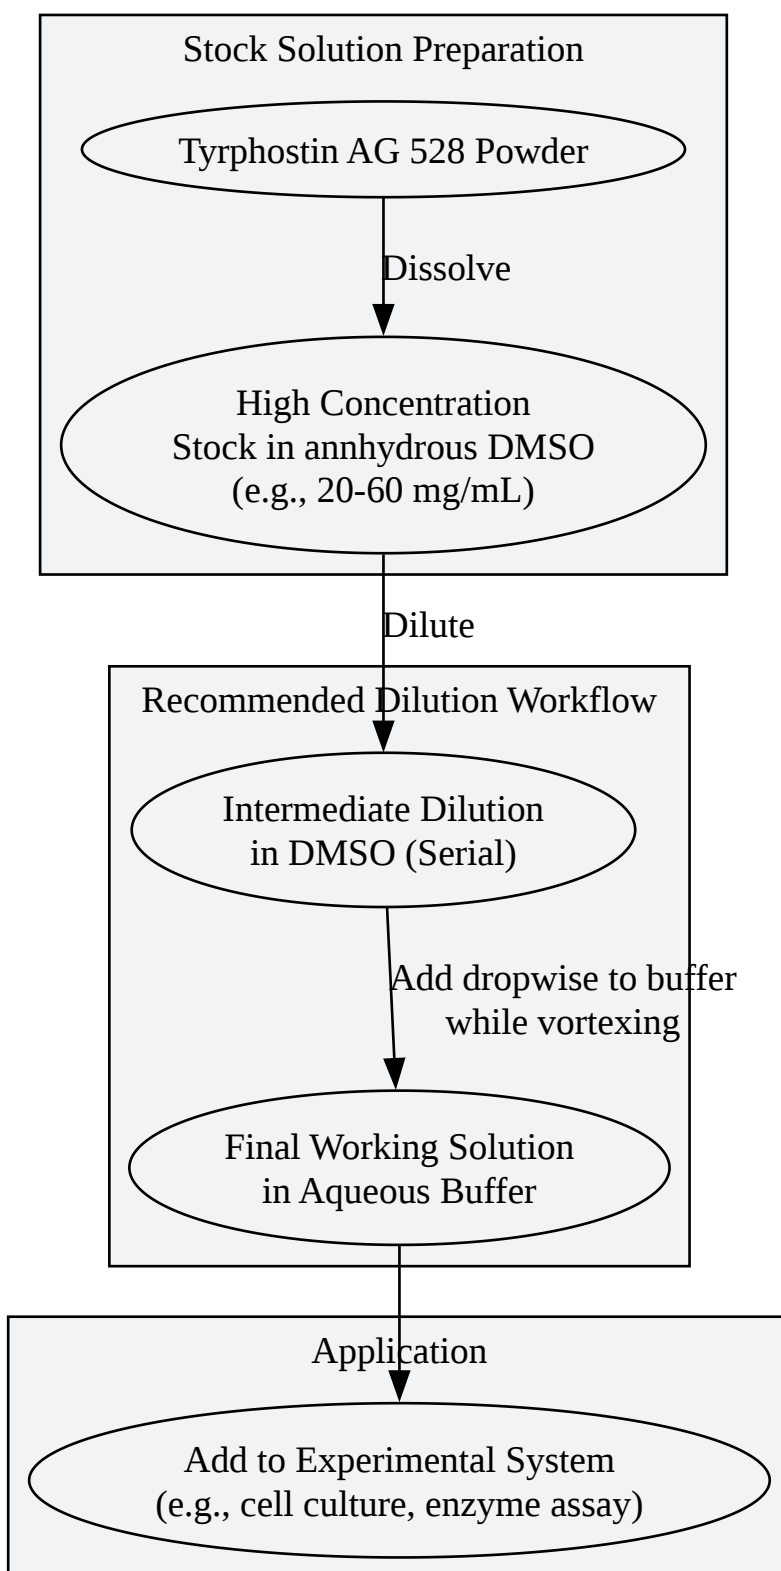 Stock Solution Preparation
Tyrphostin AG 528 Powder
Dissolve
High Concentration
Stock in annhydrous DMSO
(e.g., 20-60 mg/mL)
Dilute
Recommended Dilution Workflow
Intermediate Dilution
in DMSO (Serial)
Add dropwise to buffer
while vortexing
Final Working Solution
in Aqueous Buffer
Application
Add to Experimental System
(e.g., cell culture, enzyme assay)